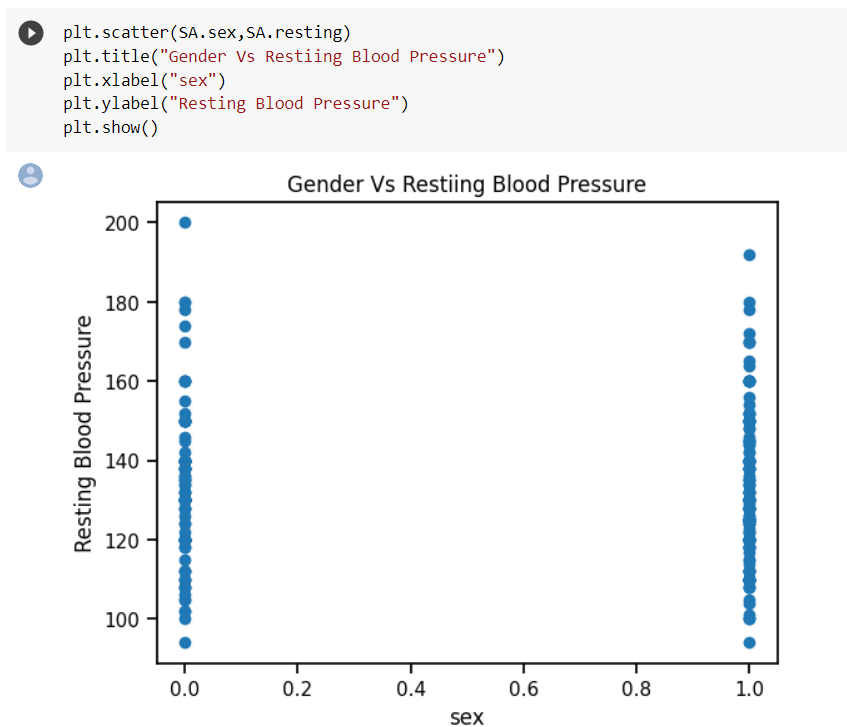 plt.scatter(SA.sex,SA.resting)
plt.title("Gender Vs Restiing Blood Pressure")
plt.xlabel("sex")
plt.ylabel("Resting Blood Pressure")
plt.show()
Gender Vs Restiing Blood Pressure
200
180
160
140
120
100
Resting Blood Pressure
0.0 0.2 0.4 0.6 0.8 1.0
sex